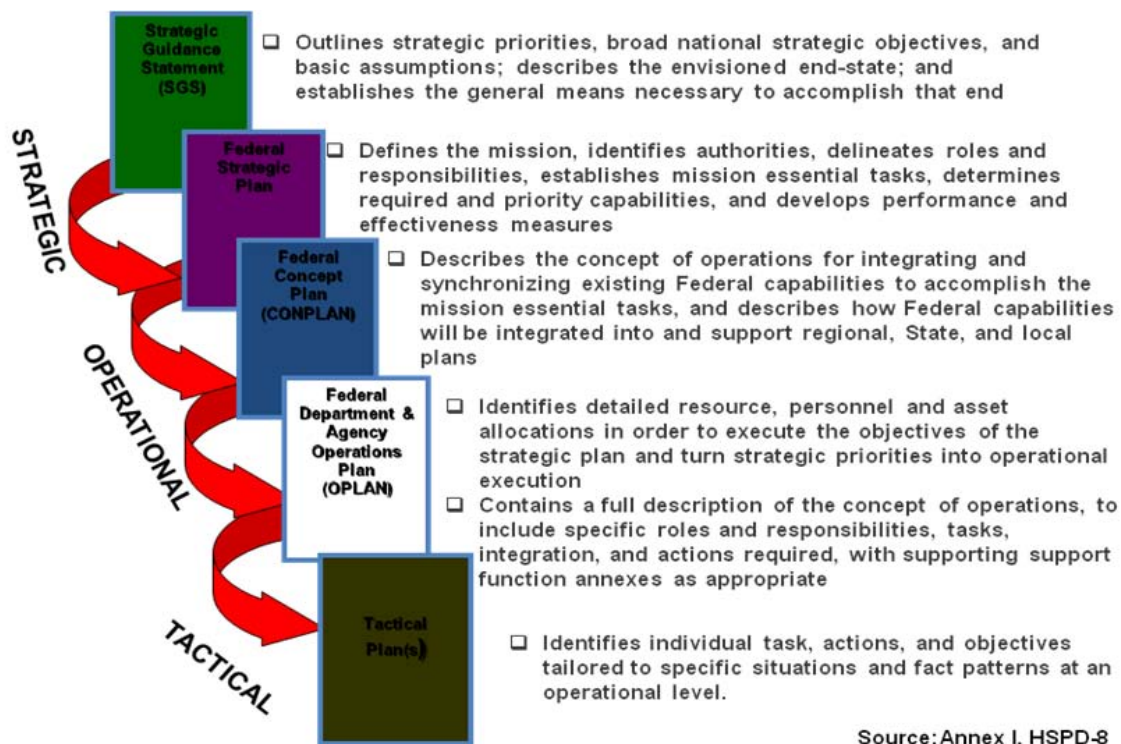 Strategic
Guidance
Statement
(SGS)
❑ Outlines strategic priorities, broad national strategic objectives, and
basic assumptions; describes the envisioned end-state; and
establishes the general means necessary to accomplish that end
STRATEGIC
Federal
Strategic
Plan
❑ Defines the mission, identifies authorities, delineates roles and
responsibilities, establishes mission essential tasks, determines
required and priority capabilities, and develops performance and
effectiveness measures
Federal
Concept
Plan
(CONPLAN)
❑ Describes the concept of operations for integrating and
synchronizing existing Federal capabilities to accomplish the
mission essential tasks, and describes how Federal capabilities
will be integrated into and support regional, State, and local
plans
OPERATIONAL
Federal
Department &
Agency
Operations
Plan
(OPLAN)
❑ Identifies detailed resource, personnel and asset
allocations in order to execute the objectives of the
strategic plan and turn strategic priorities into operational
execution
❑ Contains a full description of the concept of operations, to
include specific roles and responsibilities, tasks,
integration, and actions required, with supporting support
function annexes as appropriate
TACTICAL
Tactical
Plan(s)
❑ Identifies individual task, actions, and objectives
tailored to specific situations and fact patterns at an
operational level.
Source: Annex I, HSPD-8